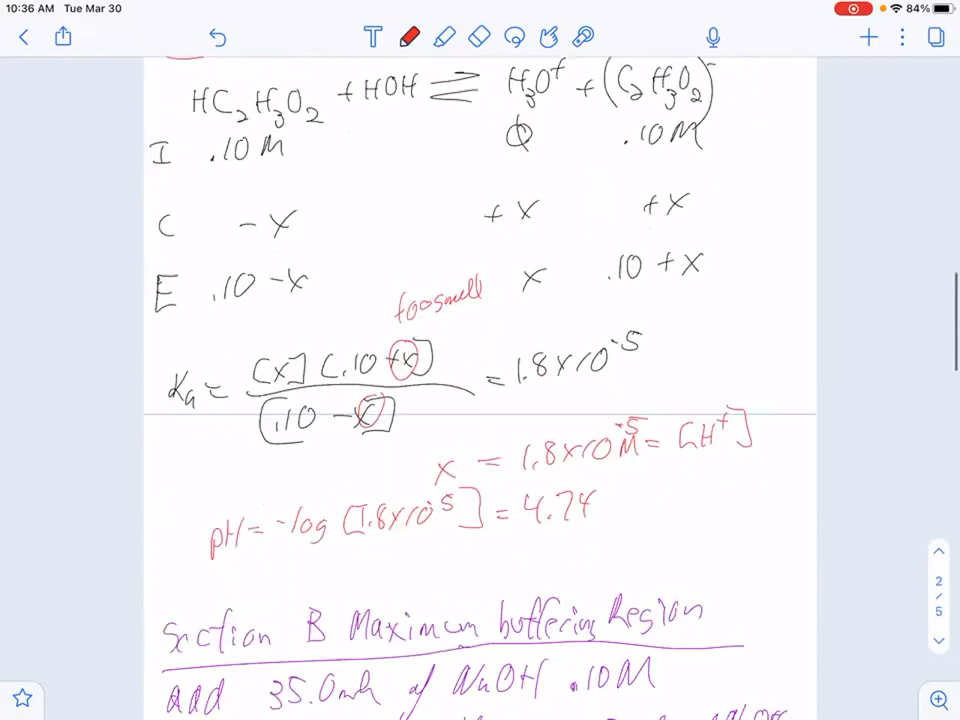 10:36 AM Tue Mar 30
84%
HC₂H₃O₂ + HOH ⇌ H₃O⁺ + (C₂H₃O₂)⁻
I .10 M ϕ .10 M
C - X + X + X
E .10 - X X .10 + X
too small
Ka = [X] [.10 + X] / [.10 - X] = 1.8 x 10⁻⁵
X = 1.8 x 10⁻⁵ M = [H⁺]
pH = -log [1.8 x 10⁻⁵] = 4.74
Section B Maximum buffering Region
add 35.0 mL of NaOH .10 M
2
/
5